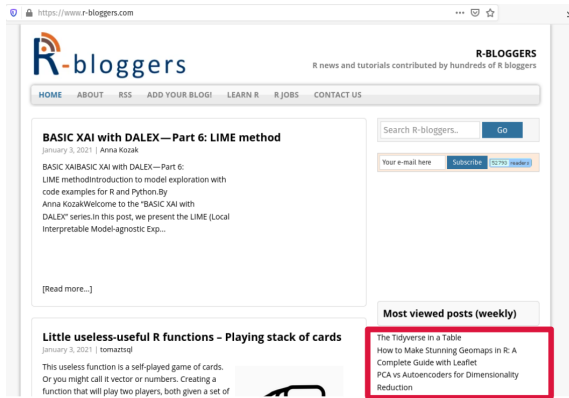 https://www.r-bloggers.com
R-bloggers
R-BLOGGERS
R news and tutorials contributed by hundreds of R bloggers
HOME ABOUT RSS ADD YOUR BLOG! LEARN R R JOBS CONTACT US
BASIC XAI with DALEX — Part 6: LIME method
January 3, 2021 | Anna Kozak
BASIC XAIBASIC XAI with DALEX — Part 6:
LIME methodIntroduction to model exploration with
code examples for R and Python.By
Anna KozakWelcome to the “BASIC XAI with
DALEX” series.In this post, we present the LIME (Local
Interpretable Model-agnostic Exp...
[Read more...]
Search R-bloggers..
Go
Your e-mail here
Subscribe
52793 readers
Most viewed posts (weekly)
The Tidyverse in a Table
How to Make Stunning Geomaps in R: A
Complete Guide with Leaflet
PCA vs Autoencoders for Dimensionality
Reduction
Little useless-useful R functions – Playing stack of cards
January 3, 2021 | tomaztsql
This useless function is a self-played game of cards.
Or you might call it vector or numbers. Creating a
function that will play two players, both given a set of